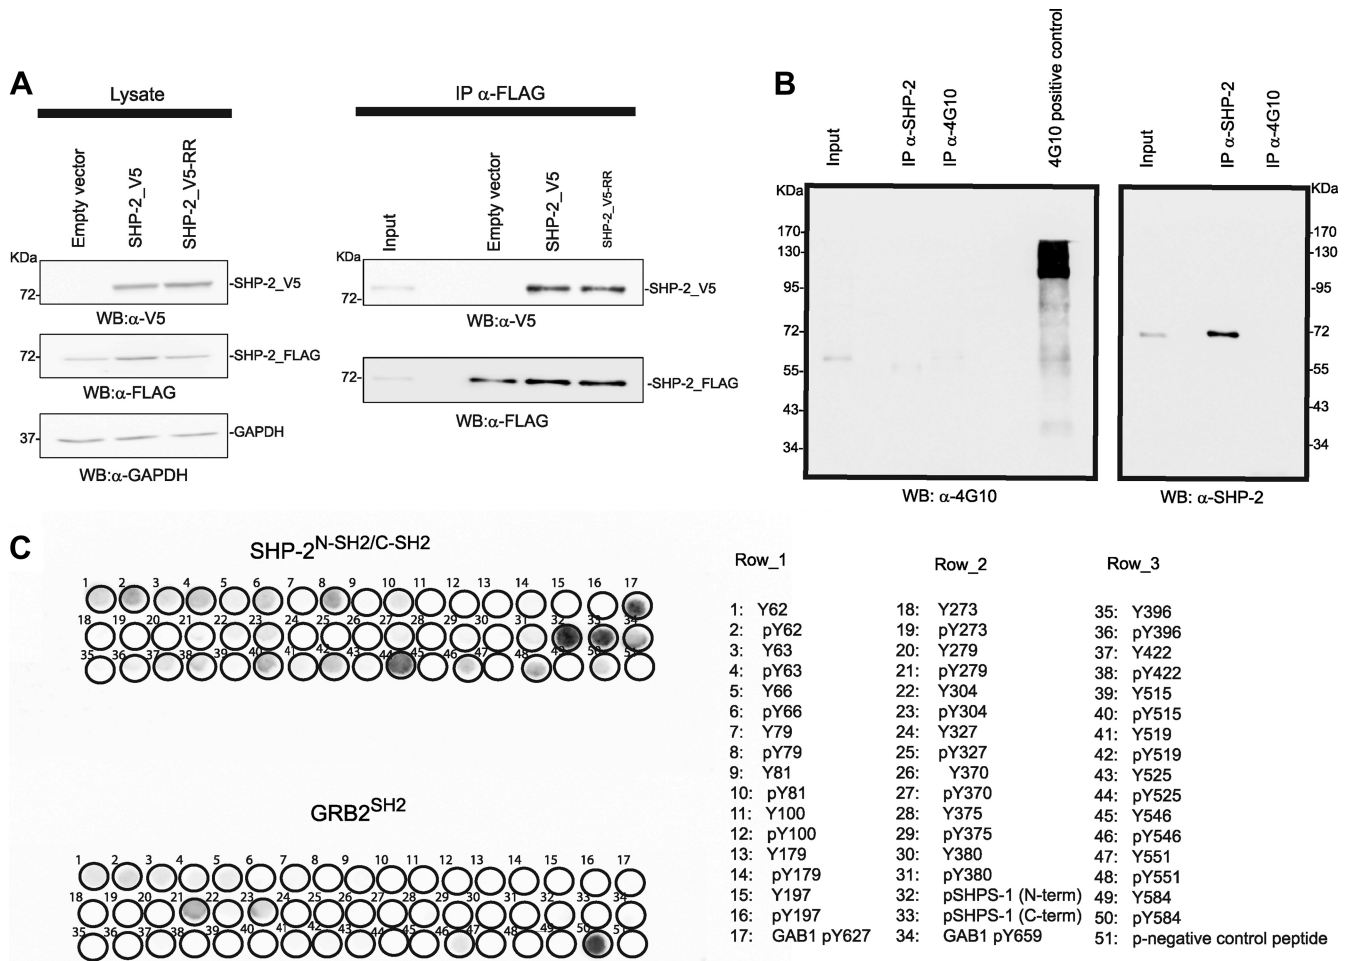 A
Lysate
Empty vector
SHP-2_V5
SHP-2_V5-RR
KDa
72-
-SHP-2_V5
WB:α-V5
72-
-SHP-2_FLAG
WB:α-FLAG
37-
-GAPDH
WB:α-GAPDH
IP α-FLAG
Input
Empty vector
SHP-2_V5
SHP-2_V5-RR
KDa
72-
-SHP-2_V5
WB:α-V5
72-
-SHP-2_FLAG
WB:α-FLAG
B
Input
IP α-SHP-2
IP α-4G10
4G10 positive control
KDa
170-
130-
95-
72-
55-
43-
34-
WB: α-4G10
Input
IP α-SHP-2
IP α-4G10
KDa
-170
-130
-95
-72
-55
-43
-34
WB: α-SHP-2
C
SHP-2N-SH2/C-SH2
1 2 3 4 5 6 7 8 9 10 11 12 13 14 15 16 17
18 19 20 21 22 23 24 25 26 27 28 29 30 31 32 33 34
35 36 37 38 39 40 41 42 43 44 45 46 47 48 49 50 51
GRB2SH2
1 2 3 4 5 6 7 8 9 10 11 12 13 14 15 16 17
18 19 20 21 22 23 24 25 26 27 28 29 30 31 32 33 34
35 36 37 38 39 40 41 42 43 44 45 46 47 48 49 50 51
Row_1
1: Y62
2: pY62
3: Y63
4: pY63
5: Y66
6: pY66
7: Y79
8: pY79
9: Y81
10: pY81
11: Y100
12: pY100
13: Y179
14: pY179
15: Y197
16: pY197
17: GAB1 pY627
Row_2
18: Y273
19: pY273
20: Y279
21: pY279
22: Y304
23: pY304
24: Y327
25: pY327
26: Y370
27: pY370
28: Y375
29: pY375
30: Y380
31: pY380
32: pSHPS-1 (N-term)
33: pSHPS-1 (C-term)
34: GAB1 pY659
Row_3
35: Y396
36: pY396
37: Y422
38: pY422
39: Y515
40: pY515
41: Y519
42: pY519
43: Y525
44: pY525
45: Y546
46: pY546
47: Y551
48: pY551
49: Y584
50: pY584
51: p-negative control peptide